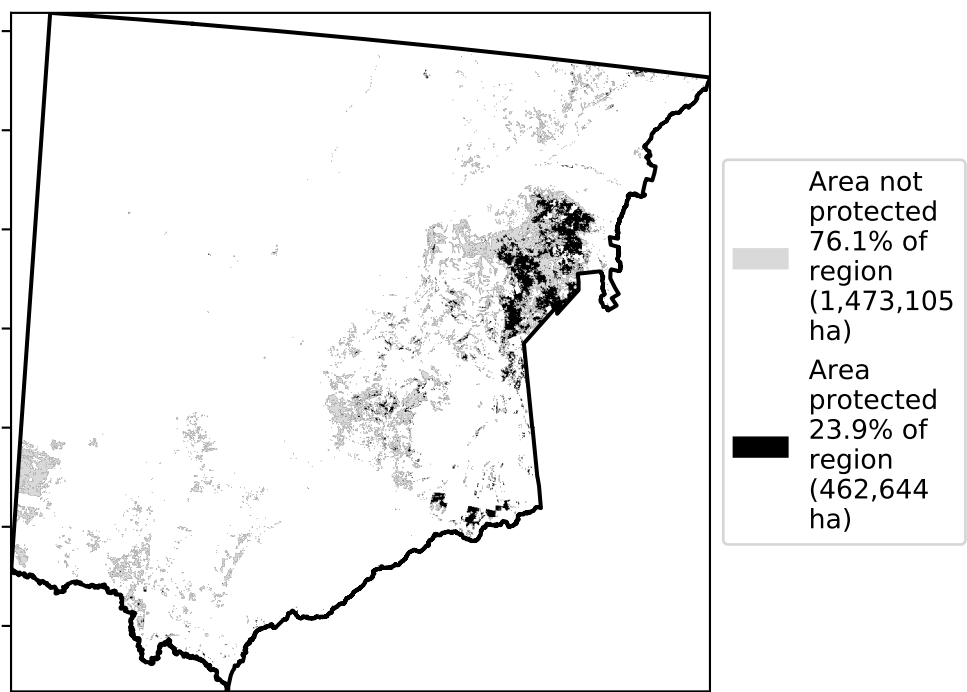 Area not
protected
76.1% of
region
(1,473,105
ha)
Area
protected
23.9% of
region
(462,644
ha)